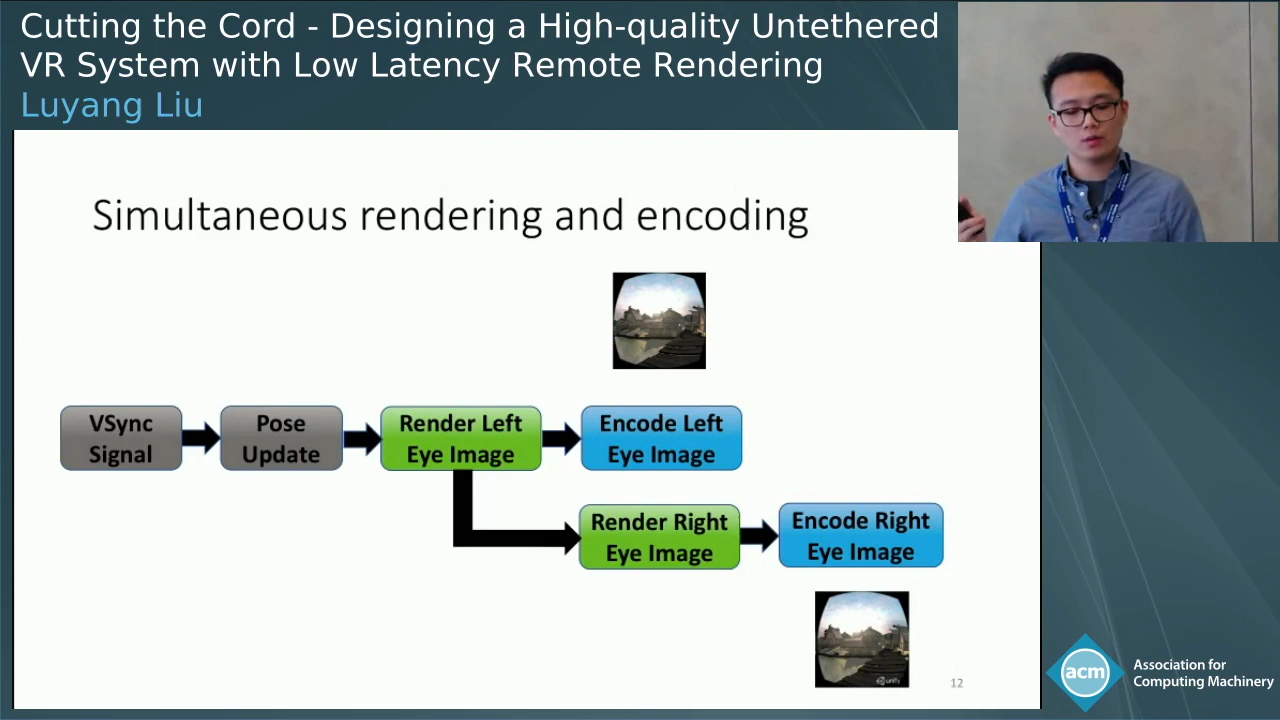 Cutting the Cord - Designing a High-quality Untethered
VR System with Low Latency Remote Rendering
Luyang Liu
Simultaneous rendering and encoding
VSync
Signal
Pose
Update
Render Left
Eye Image
Encode Left
Eye Image
Render Right
Eye Image
Encode Right
Eye Image
unity
12
acm
Association for
Computing Machinery